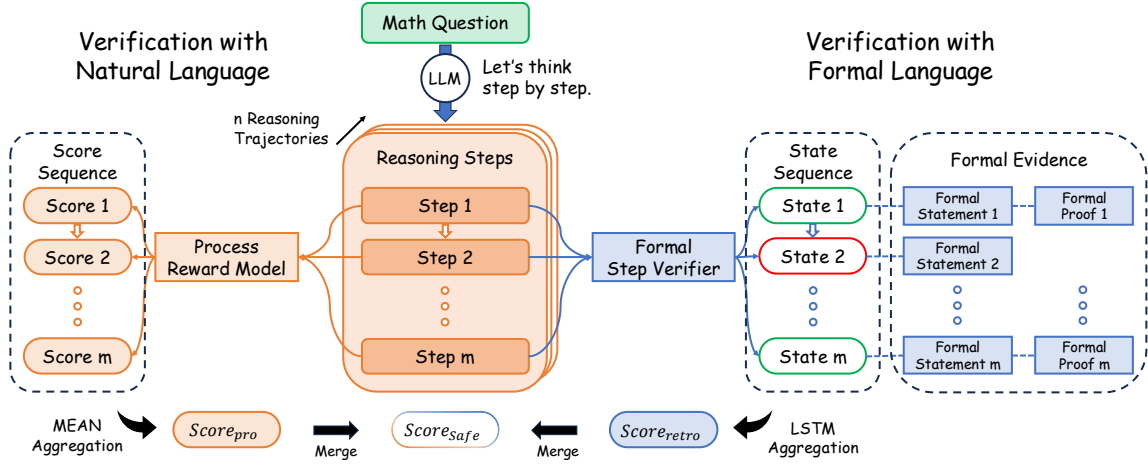 Math Question
Verification with
Natural Language
LLM
Let's think
step by step.
Verification with
Formal Language
n Reasoning
Trajectories
Score
Sequence
Score 1
Score 2
Score m
Process
Reward Model
Reasoning Steps
Step 1
Step 2
Step m
Formal
Step Verifier
State
Sequence
State 1
State 2
State m
Formal Evidence
Formal
Statement 1
Formal
Proof 1
Formal
Statement 2
Formal
Statement m
Formal
Proof m
MEAN
Aggregation
Score_pro
Merge
Score_Safe
Merge
Score_retro
LSTM
Aggregation